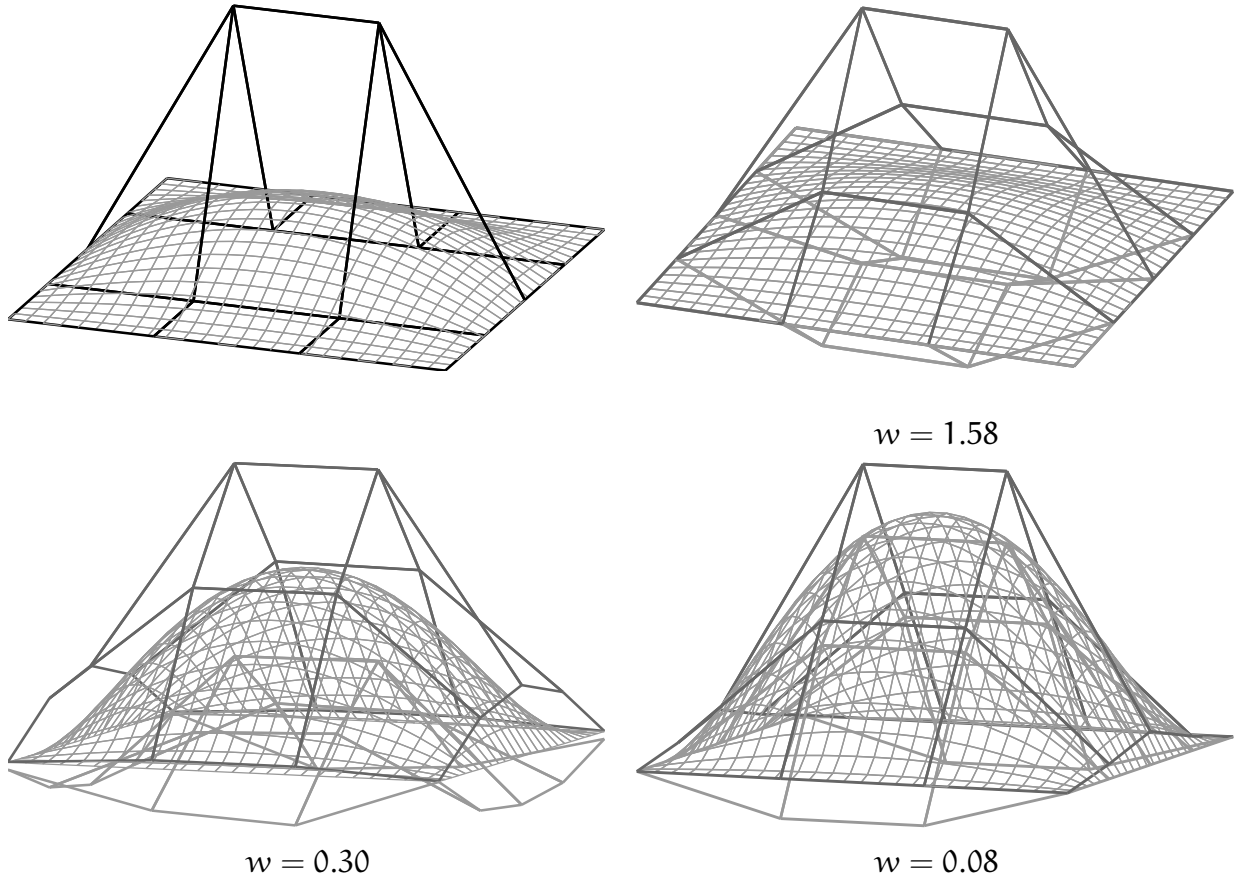 w = 1.58
w = 0.30
w = 0.08